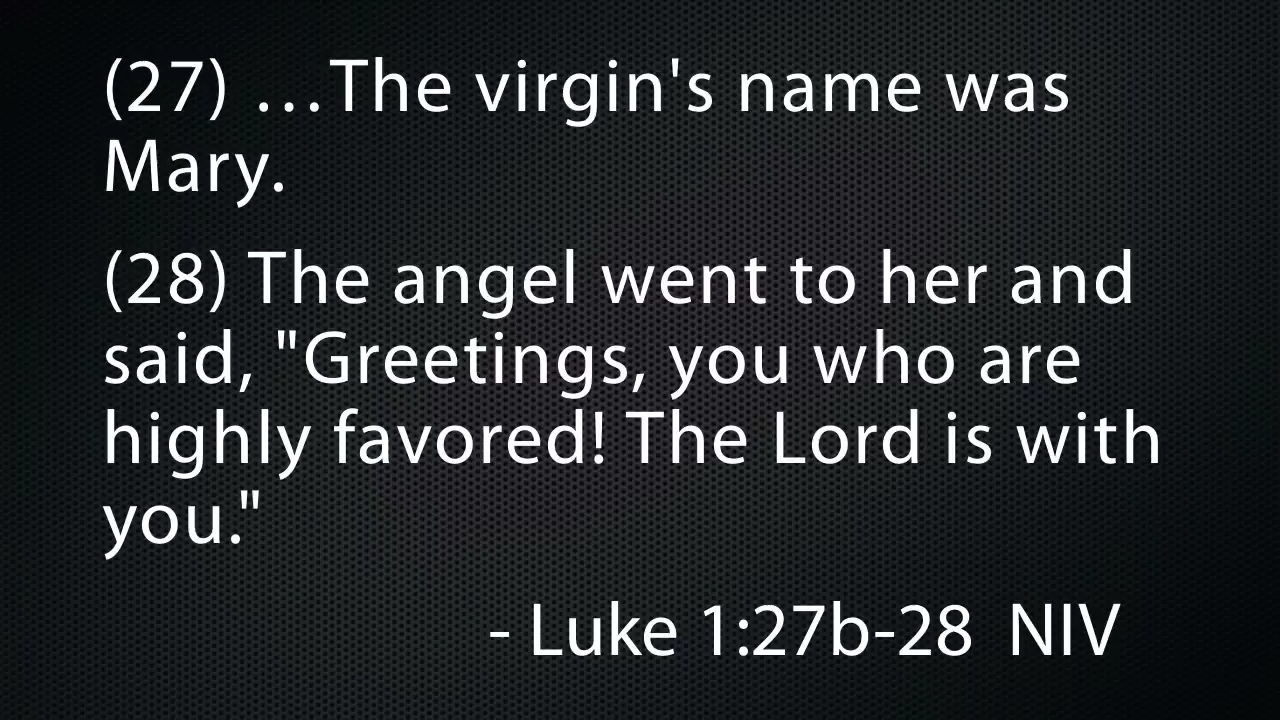 (27) …The virgin's name was
Mary.
(28) The angel went to her and
said, "Greetings, you who are
highly favored! The Lord is with
you."
- Luke 1:27b-28  NIV